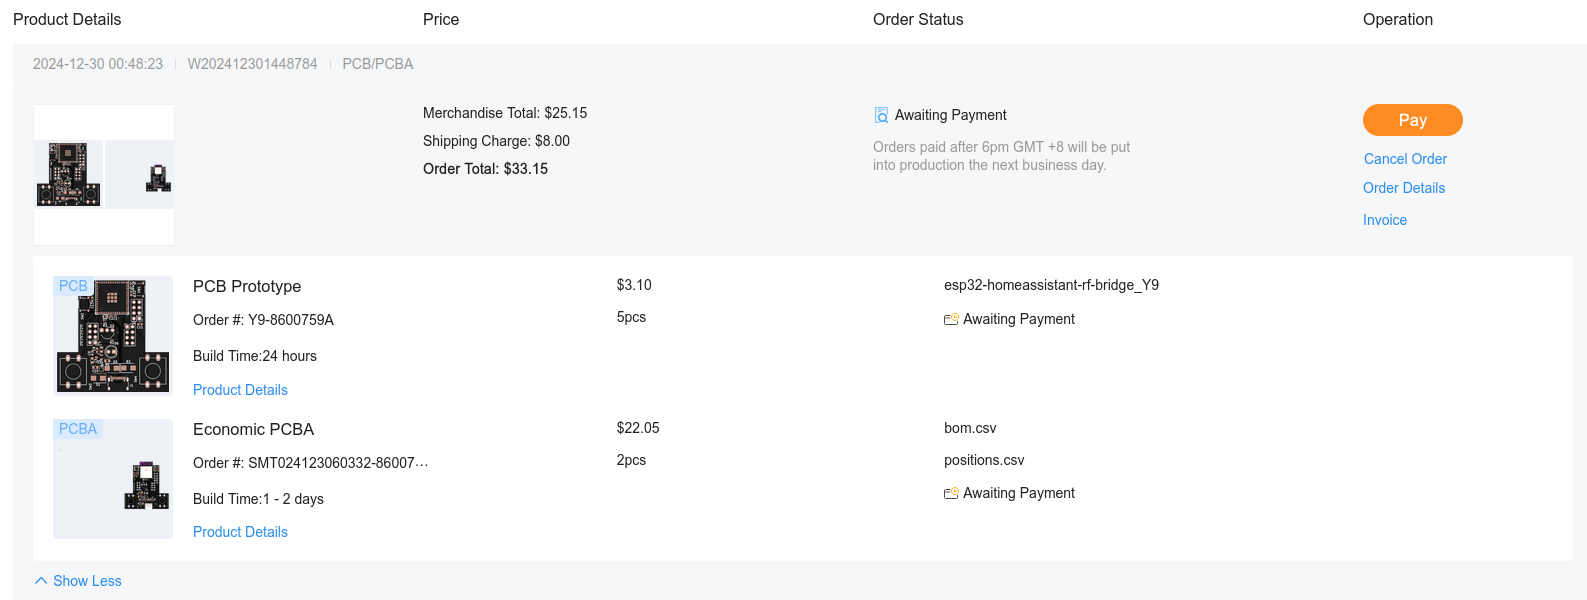 Product Details Price Order Status Operation
2024-12-30 00:48:23 W202412301448784 PCB/PCBA
Merchandise Total: $25.15
Shipping Charge: $8.00
Order Total: $33.15
Awaiting Payment
Orders paid after 6pm GMT +8 will be put
into production the next business day.
Pay
Cancel Order
Order Details
Invoice
PCB
PCB Prototype
Order #: Y9-8600759A
Build Time:24 hours
Product Details
$3.10
5pcs
esp32-homeassistant-rf-bridge_Y9
Awaiting Payment
PCBA
Economic PCBA
Order #: SMT024123060332-86007…
Build Time:1 - 2 days
Product Details
$22.05
2pcs
bom.csv
positions.csv
Awaiting Payment
Show Less